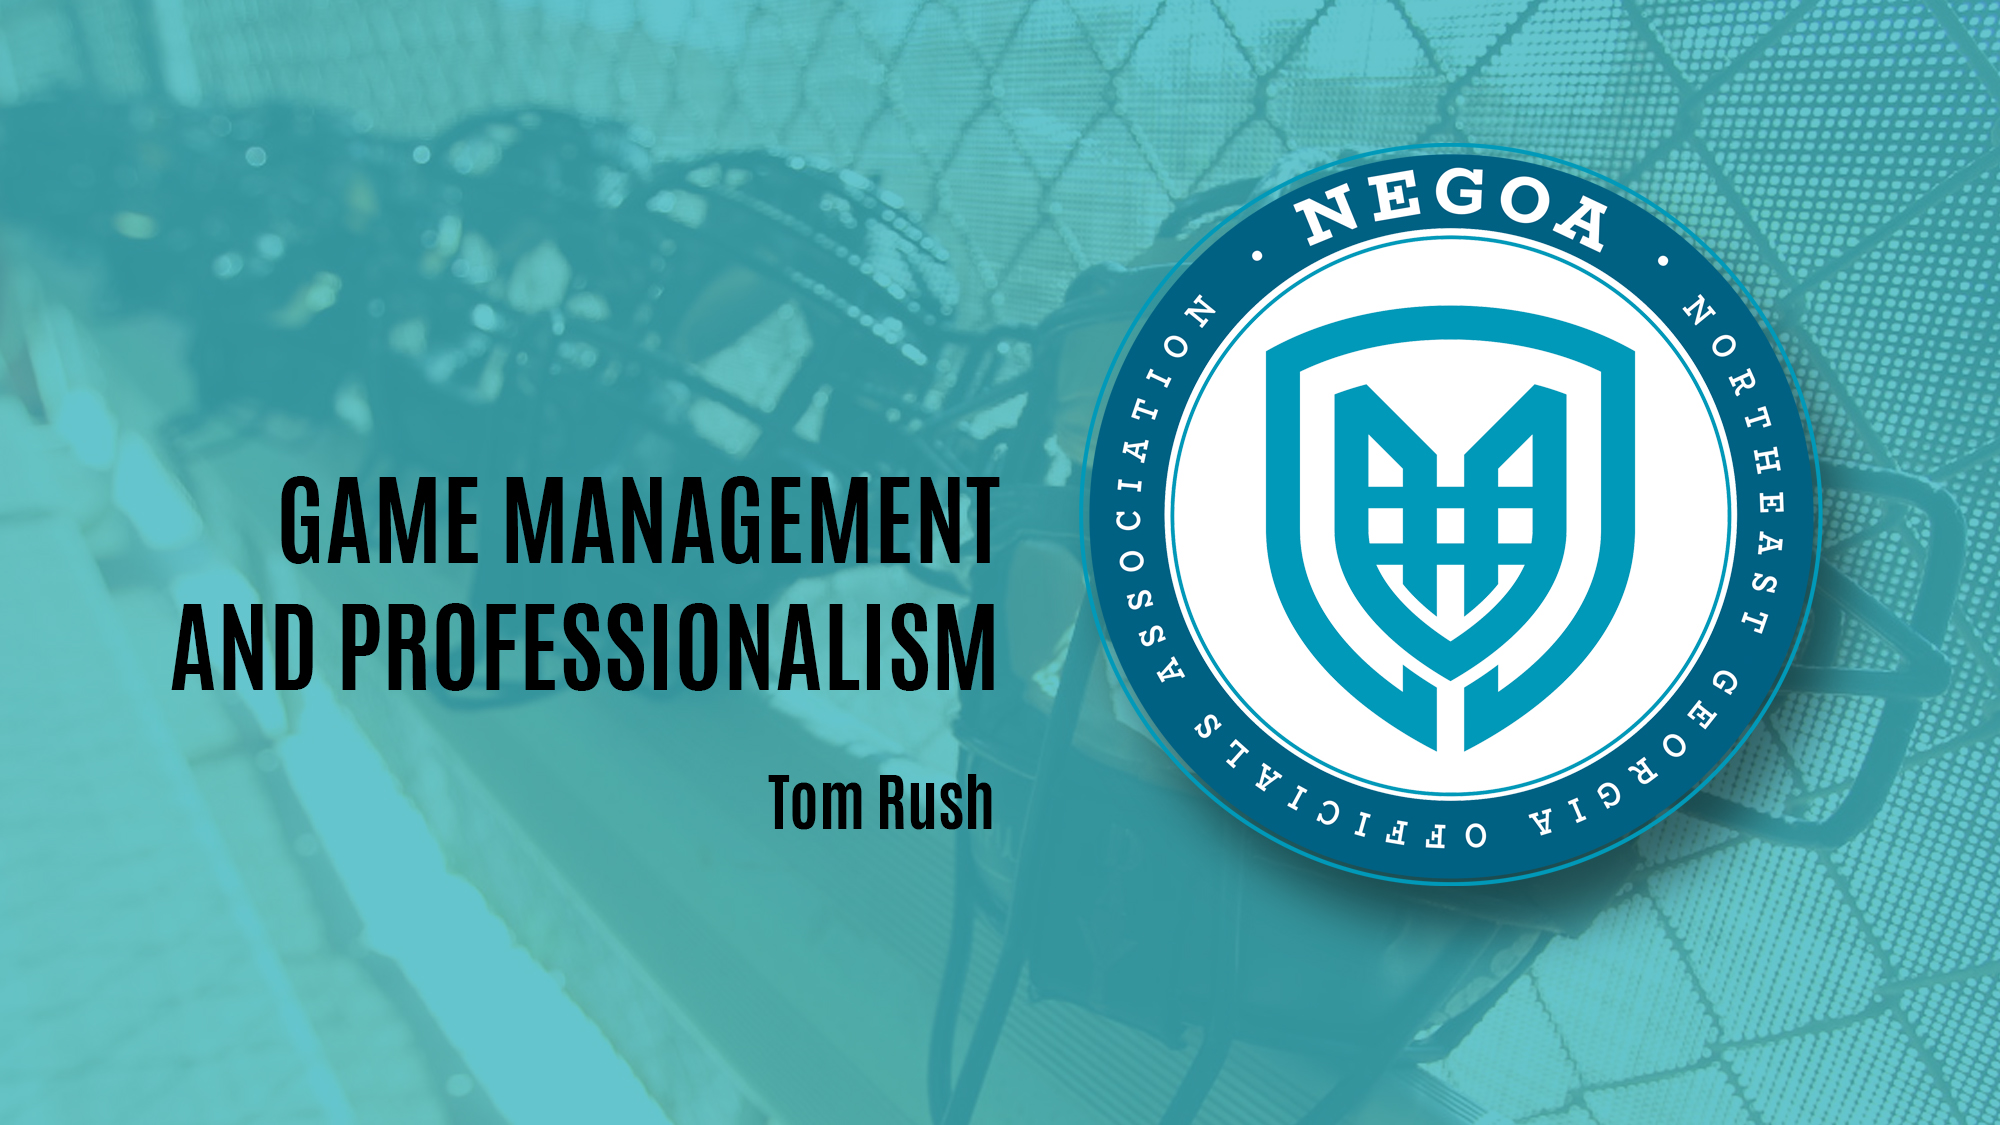 GAME MANAGEMENT
AND PROFESSIONALISM
Tom Rush
• NEGOA •
NORTHEAST GEORGIA OFFICIALS ASSOCIATION